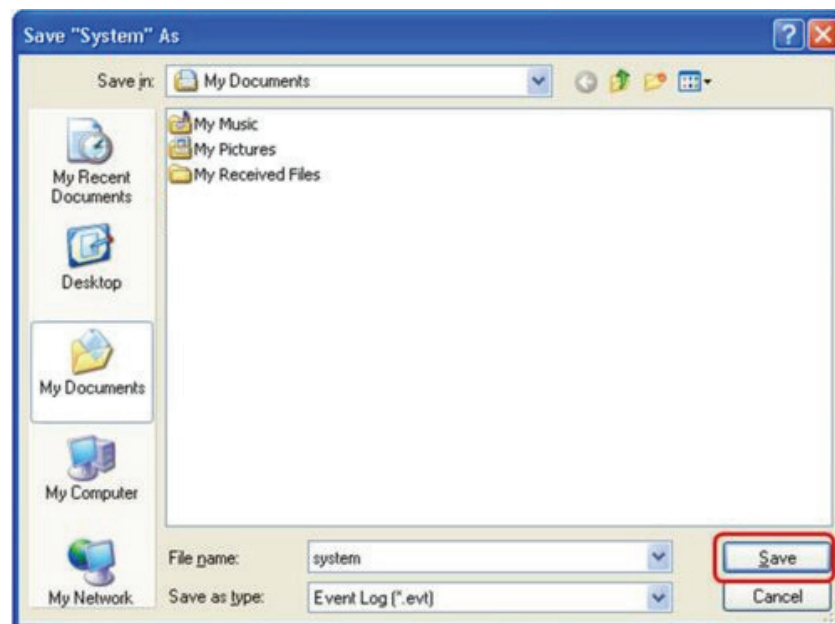 Save "System" As
Save in:
My Documents
My Recent
Documents
Desktop
My Documents
My Computer
My Network
My Music
My Pictures
My Received Files
File name:
system
Save
Save as type:
Event Log (*.evt)
Cancel